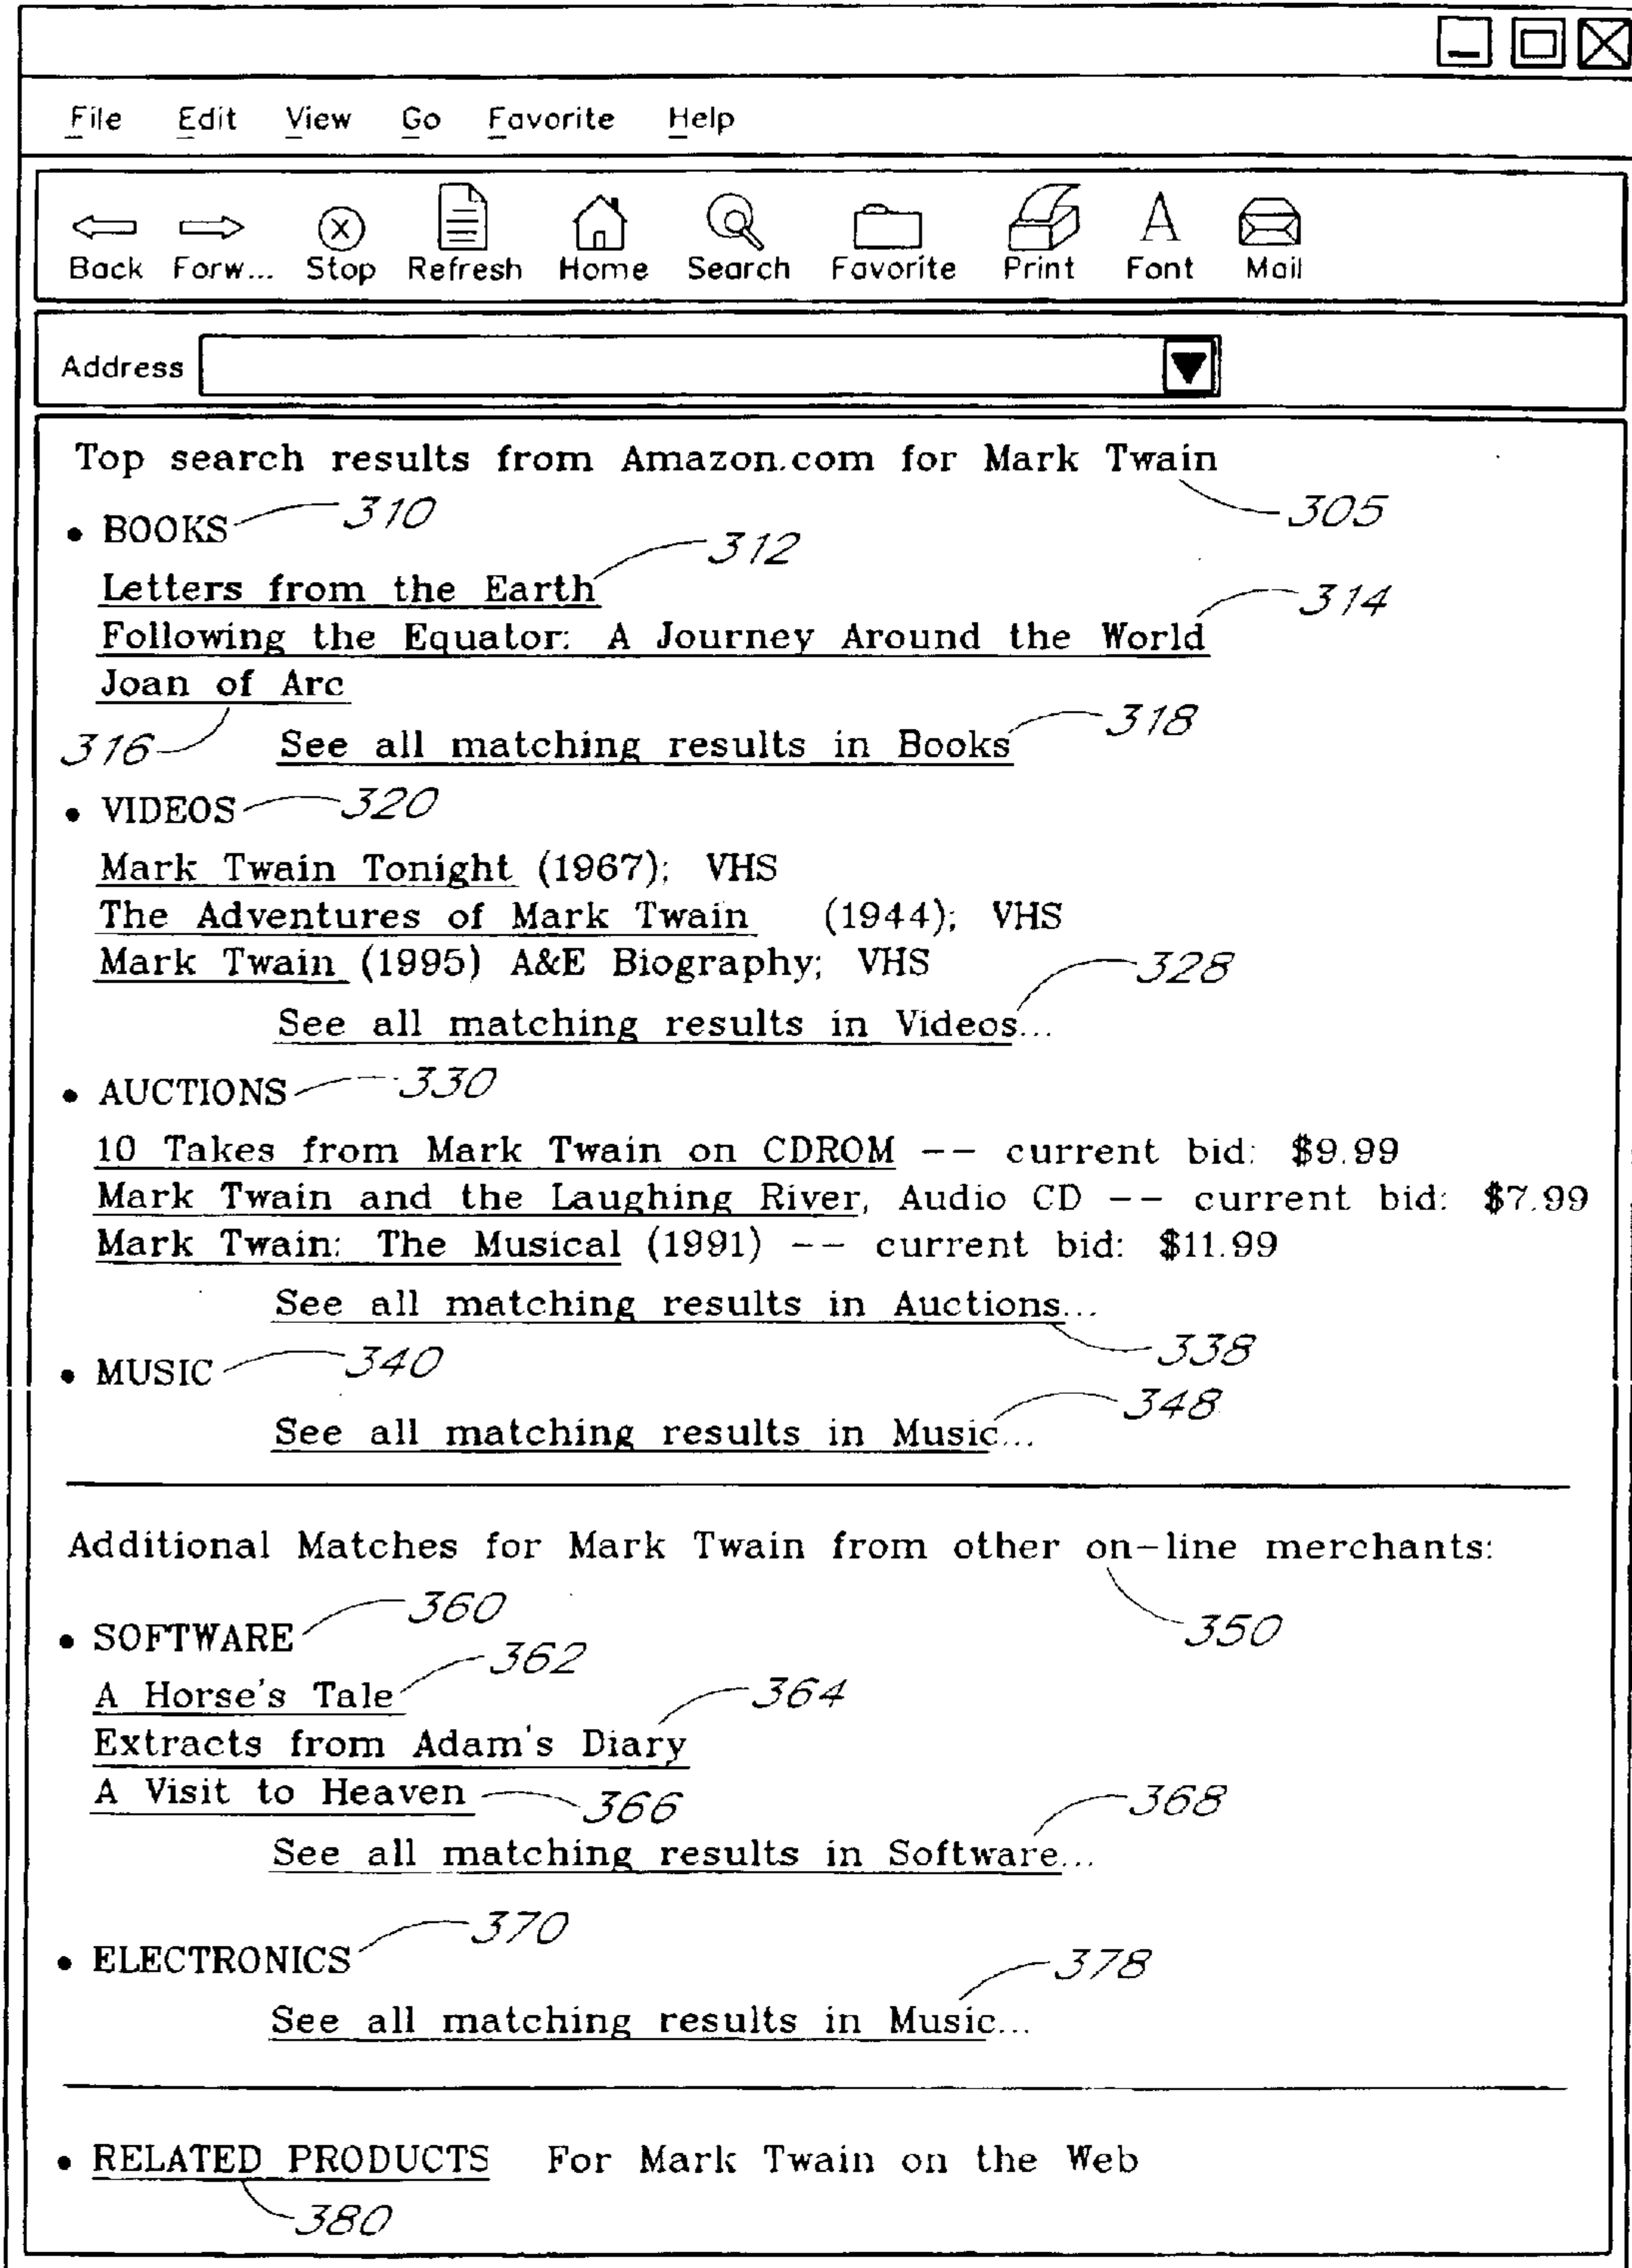 File Edit View Go Favorite Help
Back Forw... Stop Refresh Home Search Favorite Print Font Mail
Address
Top search results from Amazon.com for Mark Twain
305
• BOOKS 310
312
Letters from the Earth
314
Following the Equator: A Journey Around the World
Joan of Arc
316 See all matching results in Books 318
• VIDEOS 320
Mark Twain Tonight (1967); VHS
The Adventures of Mark Twain (1944); VHS
Mark Twain (1995) A&E Biography; VHS 328
See all matching results in Videos...
• AUCTIONS 330
10 Takes from Mark Twain on CDROM -- current bid: $9.99
Mark Twain and the Laughing River, Audio CD -- current bid: $7.99
Mark Twain: The Musical (1991) -- current bid: $11.99
See all matching results in Auctions...
338
• MUSIC 340
348
See all matching results in Music...
Additional Matches for Mark Twain from other on-line merchants:
350
• SOFTWARE 360
362
A Horse's Tale
364
Extracts from Adam's Diary
A Visit to Heaven 366
368
See all matching results in Software...
• ELECTRONICS 370
378
See all matching results in Music...
• RELATED PRODUCTS For Mark Twain on the Web
380